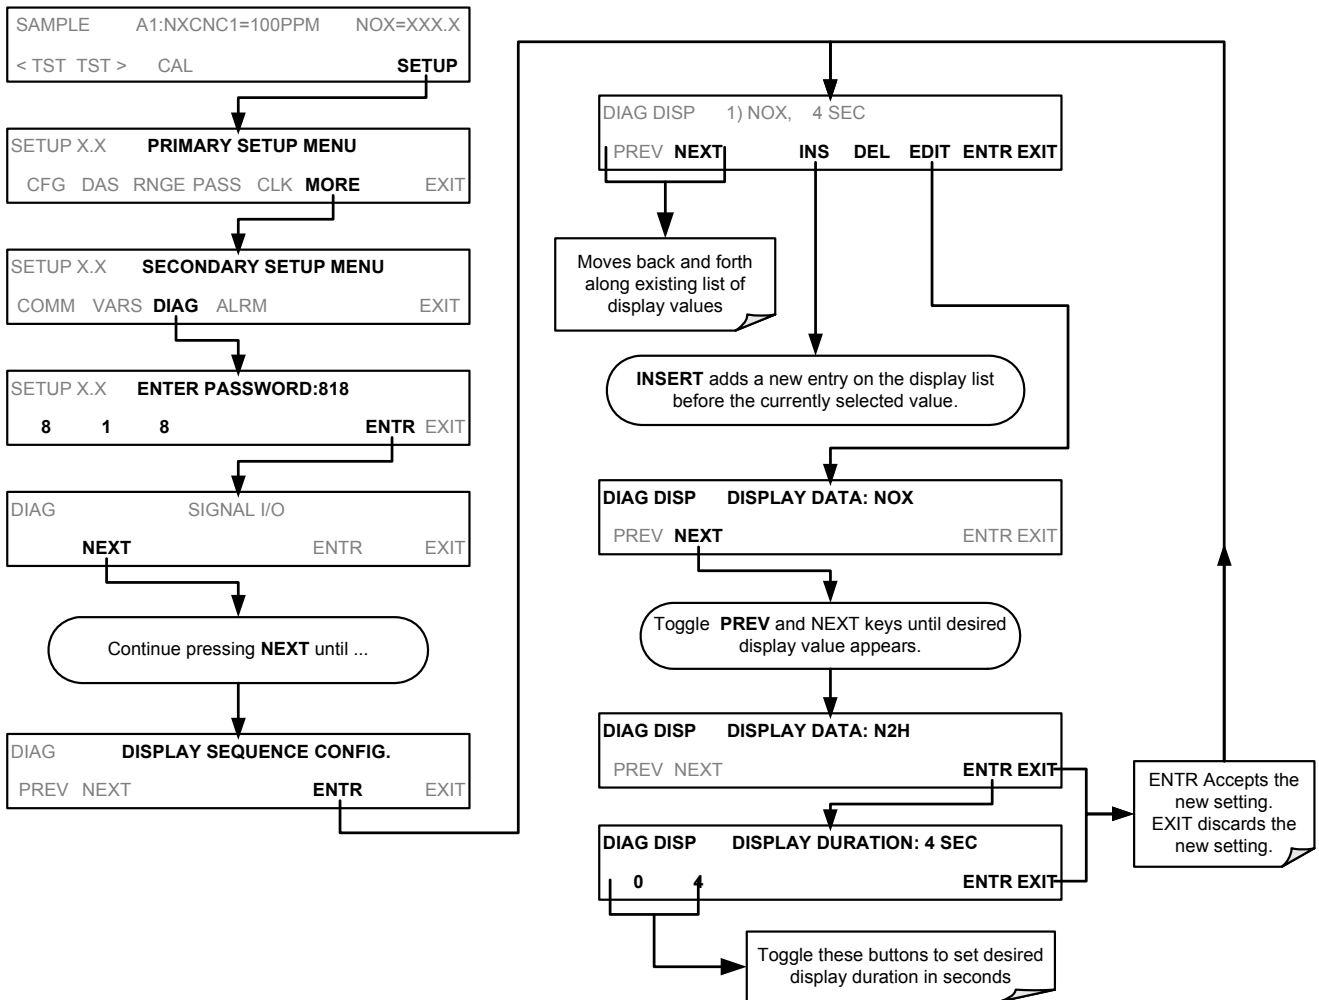 SAMPLE A1:NXCNC1=100PPM NOX=XXX.X
< TST TST > CAL SETUP
SETUP X.X PRIMARY SETUP MENU
CFG DAS RNGE PASS CLK MORE EXIT
SETUP X.X SECONDARY SETUP MENU
COMM VARS DIAG ALRM EXIT
SETUP X.X ENTER PASSWORD:818
8 1 8 ENTR EXIT
DIAG SIGNAL I/O
NEXT ENTR EXIT
Continue pressing NEXT until ...
DIAG DISPLAY SEQUENCE CONFIG.
PREV NEXT ENTR EXIT
DIAG DISP 1) NOX, 4 SEC
PREV NEXT INS DEL EDIT ENTR EXIT
Moves back and forth
along existing list of
display values
INSERT adds a new entry on the display list
before the currently selected value.
DIAG DISP DISPLAY DATA: NOX
PREV NEXT ENTR EXIT
Toggle PREV and NEXT keys until desired
display value appears.
DIAG DISP DISPLAY DATA: N2H
PREV NEXT ENTR EXIT
DIAG DISP DISPLAY DURATION: 4 SEC
0 4 ENTR EXIT
Toggle these buttons to set desired
display duration in seconds
ENTR Accepts the
new setting.
EXIT discards the
new setting.